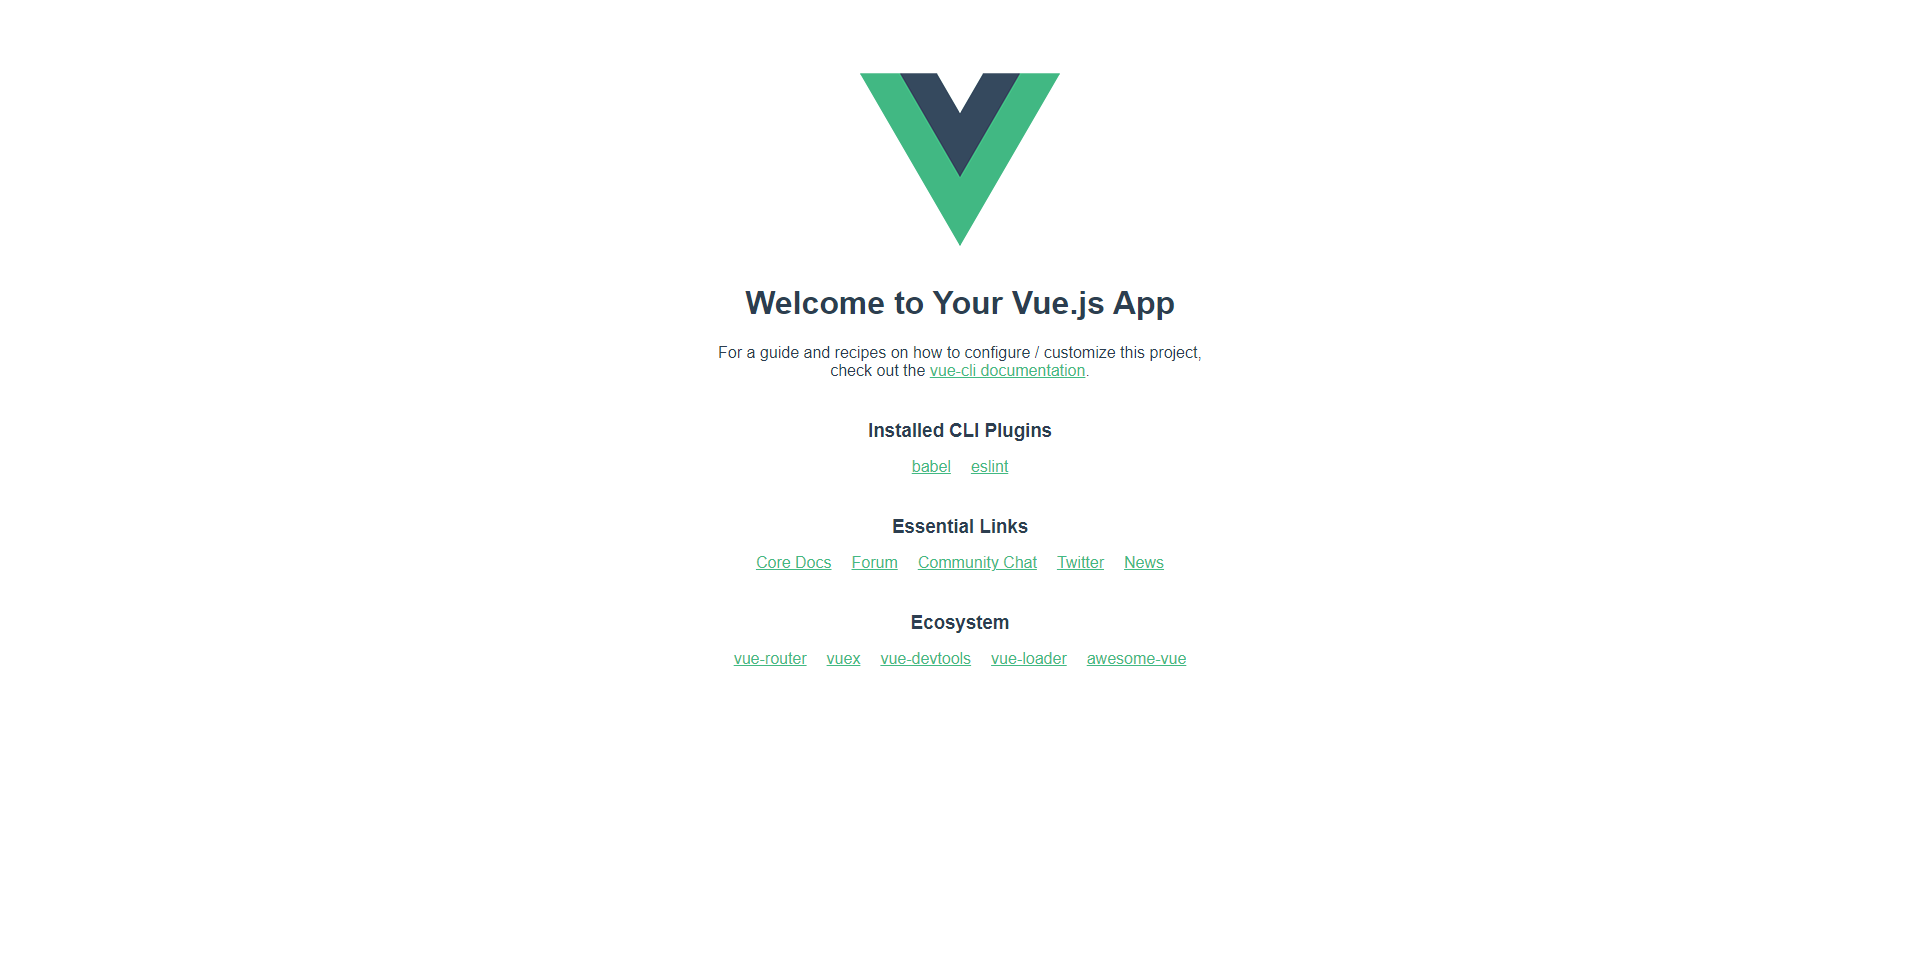 Welcome to Your Vue.js App
For a guide and recipes on how to configure / customize this project,
check out the vue-cli documentation.
Installed CLI Plugins
babel eslint
Essential Links
Core Docs Forum Community Chat Twitter News
Ecosystem
vue-router vuex vue-devtools vue-loader awesome-vue